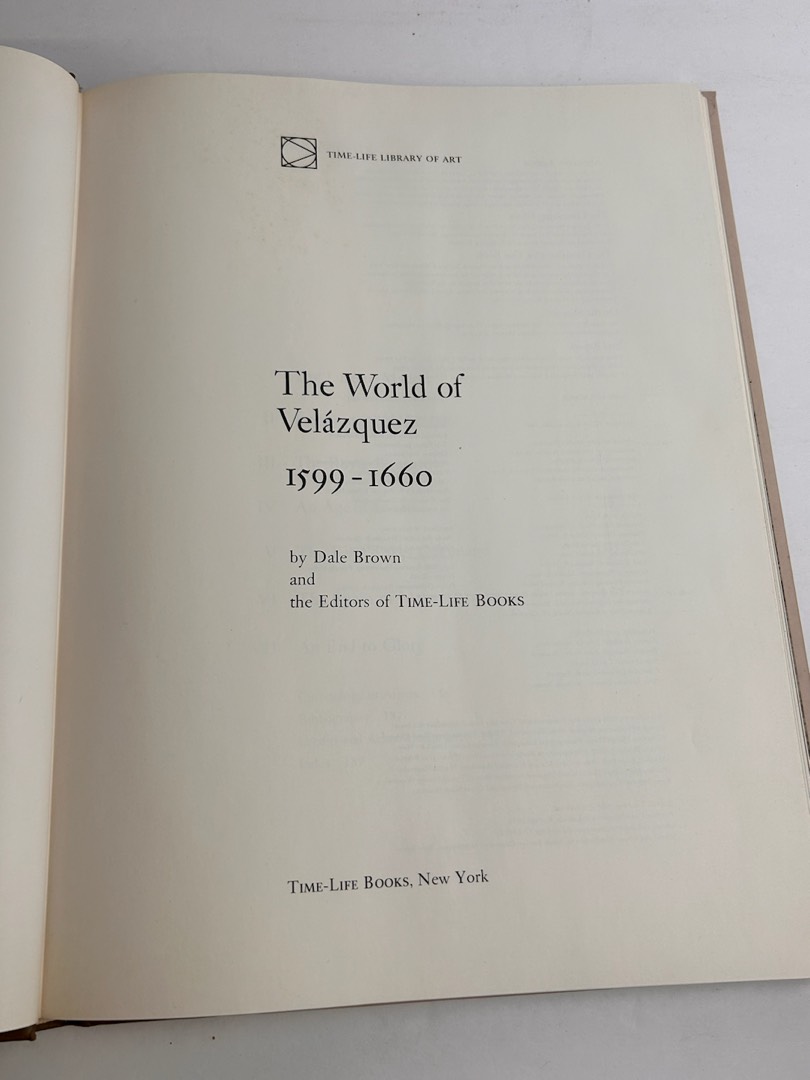 TIME-LIFE LIBRARY OF ART
The World of
Velázquez
1599-1660
by Dale Brown
and
the Editors of TIME-LIFE BOOKS
TIME-LIFE BOOKS, New York